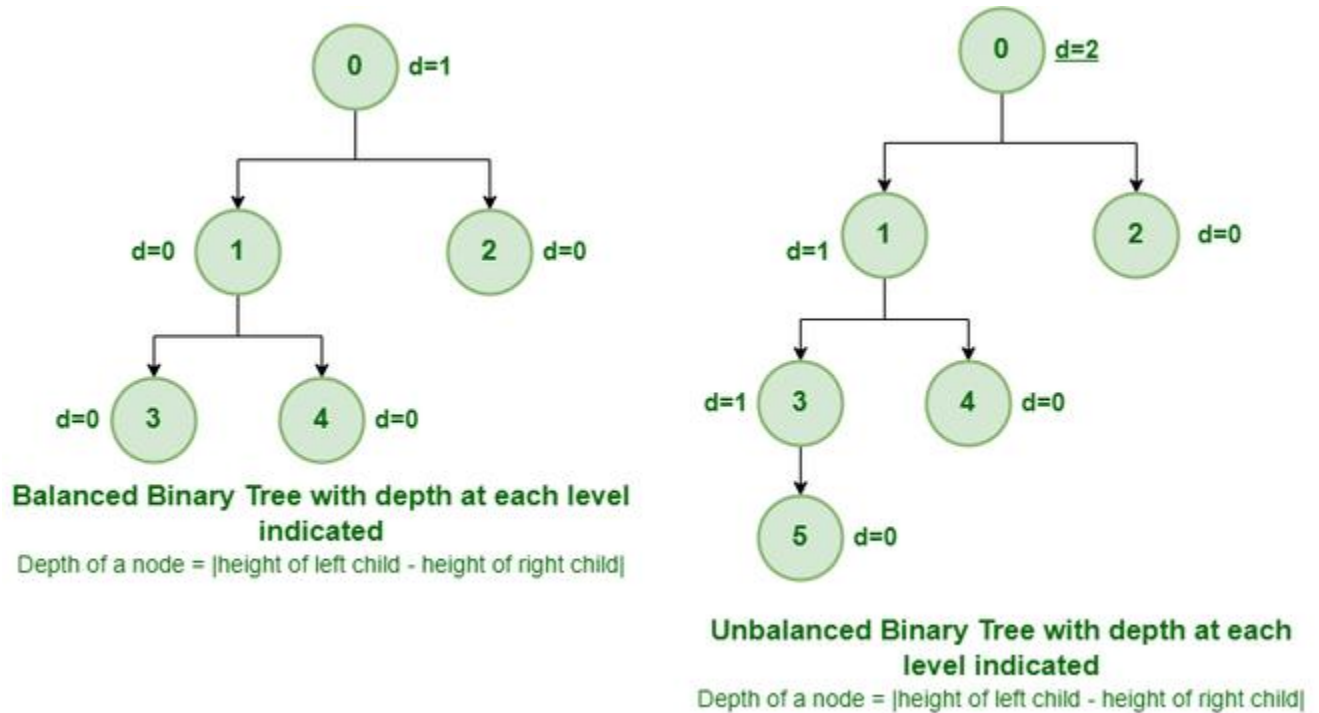 0 d=1
d=0 1 2 d=0
d=0 3 4 d=0
Balanced Binary Tree with depth at each level
indicated
Depth of a node = |height of left child - height of right child|
0 d=2
d=1 1 2 d=0
d=1 3 4 d=0
5 d=0
Unbalanced Binary Tree with depth at each
level indicated
Depth of a node = |height of left child - height of right child|